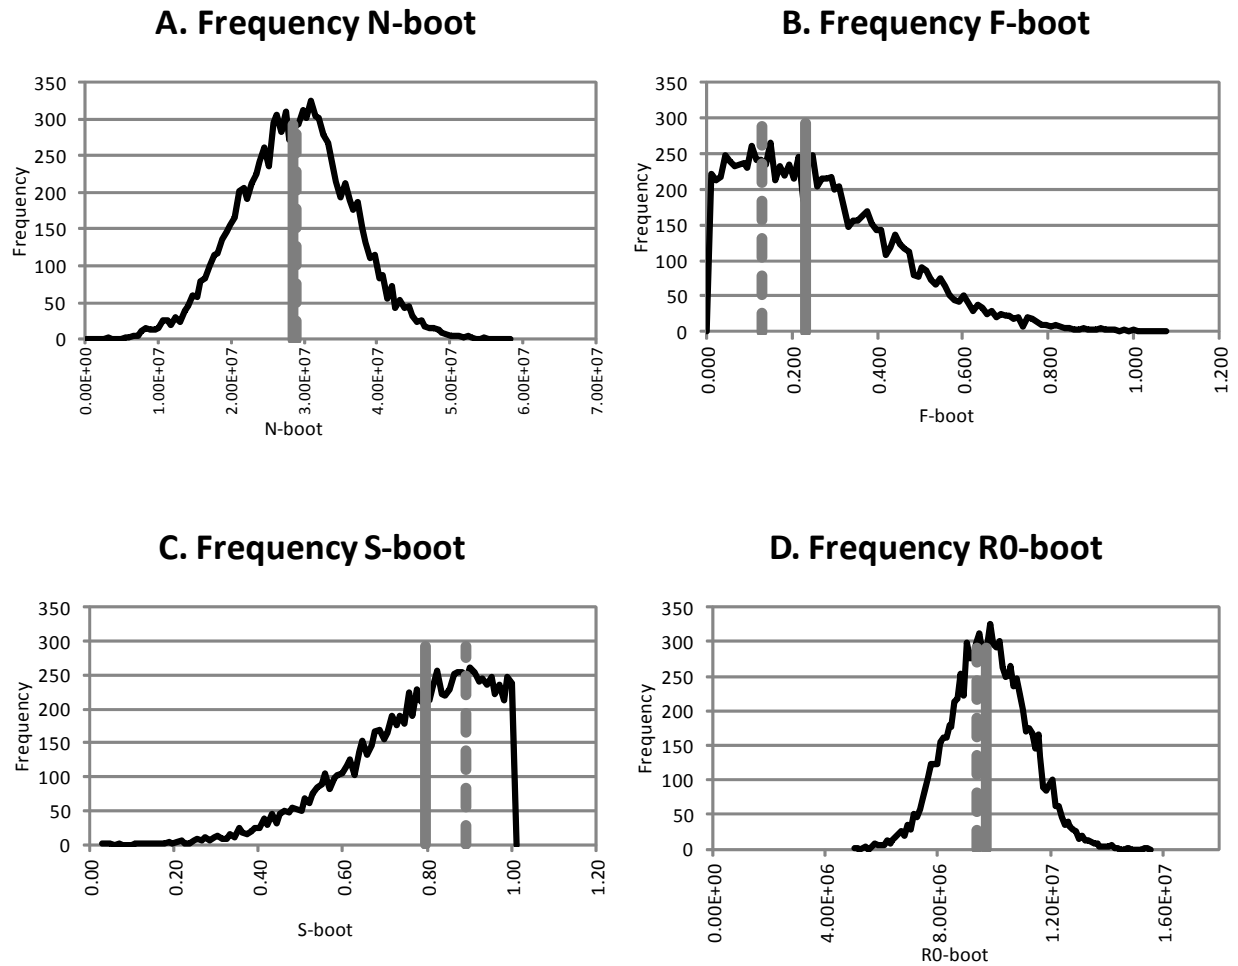 A. Frequency N-boot
350
300
250
200
150
100
50
0
Frequency
0.00E+00
1.00E+07
2.00E+07
3.00E+07
4.00E+07
5.00E+07
6.00E+07
7.00E+07
N-boot
B. Frequency F-boot
350
300
250
200
150
100
50
0
Frequency
0.000
0.200
0.400
0.600
0.800
1.000
1.200
F-boot
C. Frequency S-boot
350
300
250
200
150
100
50
0
Frequency
0.00
0.20
0.40
0.60
0.80
1.00
1.20
S-boot
D. Frequency R0-boot
350
300
250
200
150
100
50
0
Frequency
0.00E+00
4.00E+06
8.00E+06
1.20E+07
1.60E+07
R0-boot